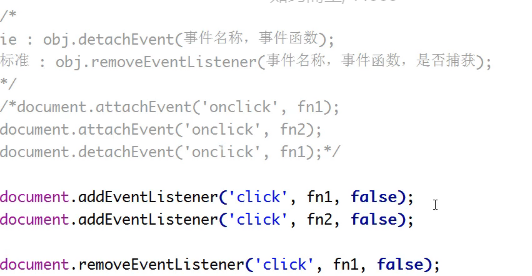 /*
ie : obj.detachEvent(事件名称，事件函数);
标准 : obj.removeEventListener(事件名称，事件函数，是否捕获);
*/
/*document.attachEvent('onclick', fn1);
document.attachEvent('onclick', fn2);
document.detachEvent('onclick', fn1);*/
document.addEventListener('click', fn1, false);
document.addEventListener('click', fn2, false);
document.removeEventListener('click', fn1, false);